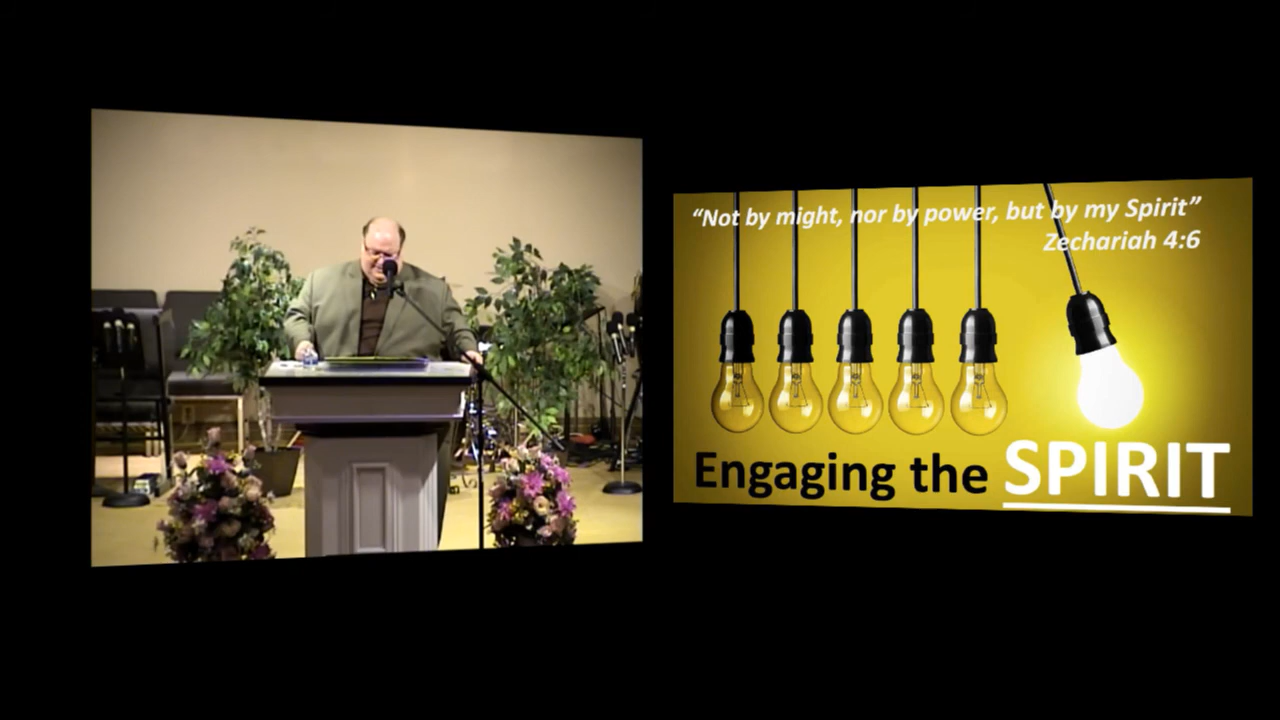 “Not by might, nor by power, but by my Spirit”
Zechariah 4:6
Engaging the SPIRIT